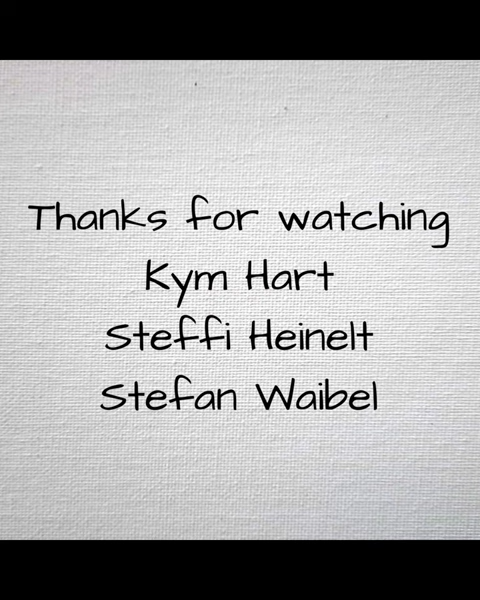 Thanks for watching
Kym Hart
Steffi Heinelt
Stefan Waibel